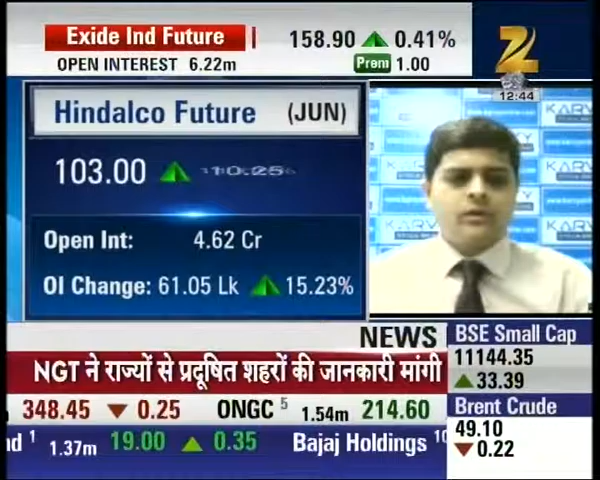 Exide Ind Future
158.90 0.41%
OPEN INTEREST 6.22m
Prem 1.00
12:44
Hindalco Future (JUN)
103.00
Open Int: 4.62 Cr
OI Change: 61.05 Lk 15.23%
KARVY
NEWS
NGT ने राज्यों से प्रदूषित शहरों की जानकारी मांगी
348.45 0.25 ONGC 5 1.54m 214.60
nd 1 1.37m 19.00 0.35 Bajaj Holdings 10
BSE Small Cap
11144.35
33.39
Brent Crude
49.10
0.22